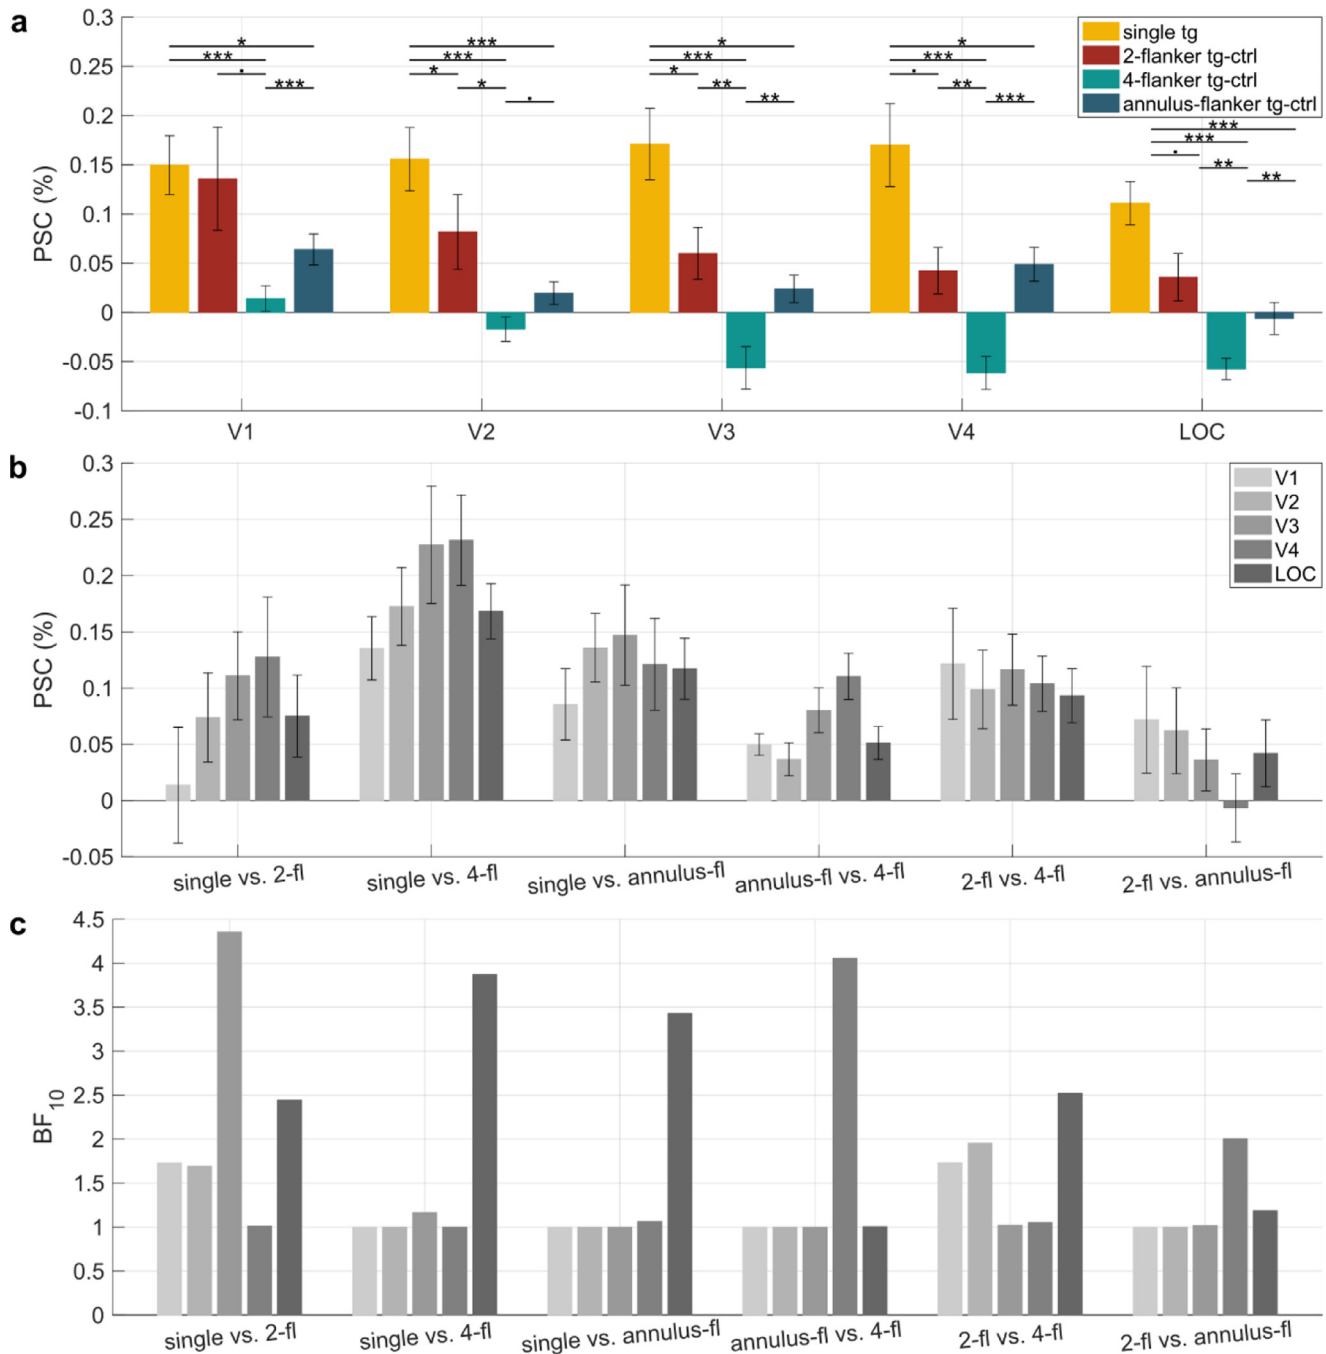 a
0.3
0.25
0.2
0.15
0.1
0.05
0
-0.05
-0.1
PSC (%)
* *** . ***
*** *** * * .
* *** * ** **
* *** . ** ***
*** *** . ** **
single tg
2-flanker tg-ctrl
4-flanker tg-ctrl
annulus-flanker tg-ctrl
V1 V2 V3 V4 LOC
b
0.3
0.25
0.2
0.15
0.1
0.05
0
-0.05
PSC (%)
V1
V2
V3
V4
LOC
single vs. 2-fl single vs. 4-fl single vs. annulus-fl annulus-fl vs. 4-fl 2-fl vs. 4-fl 2-fl vs. annulus-fl
c
4.5
4
3.5
3
2.5
2
1.5
1
0.5
0
BF10
single vs. 2-fl single vs. 4-fl single vs. annulus-fl annulus-fl vs. 4-fl 2-fl vs. 4-fl 2-fl vs. annulus-fl